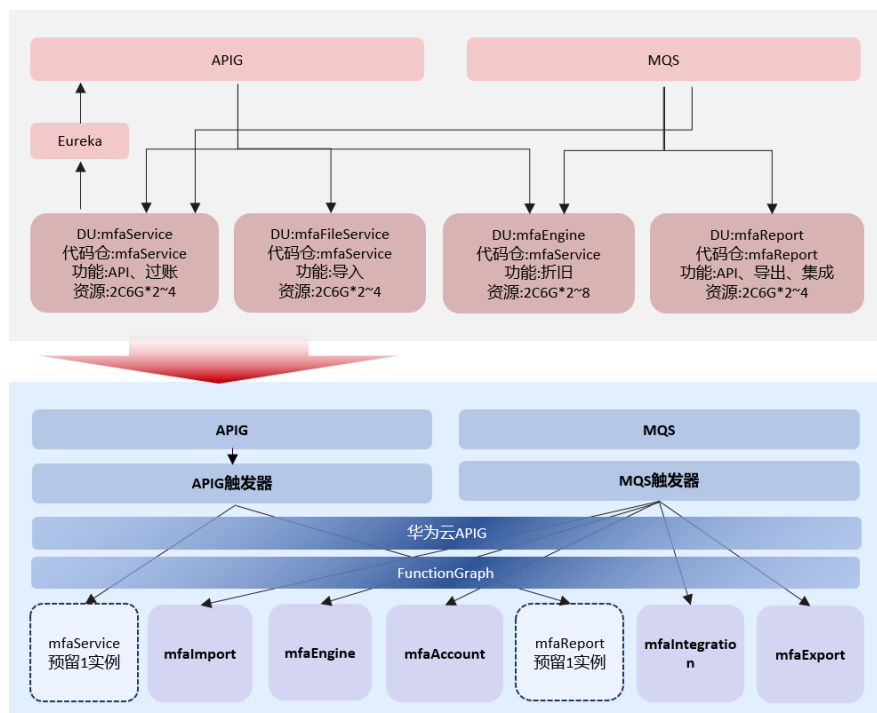 APIG
MQS
Eureka
DU:mfaService
代码仓:mfaService
功能:API、过账
资源:2C6G*2~4
DU:mfaFileService
代码仓:mfaService
功能:导入
资源:2C6G*2~4
DU:mfaEngine
代码仓:mfaService
功能:折旧
资源:2C6G*2~8
DU:mfaReport
代码仓:mfaReport
功能:API、导出、集成
资源:2C6G*2~4
APIG
MQS
APIG触发器
MQS触发器
华为云APIG
FunctionGraph
mfaService
预留1实例
mfaImport
mfaEngine
mfaAccount
mfaReport
预留1实例
mfaIntegratio
n
mfaExport